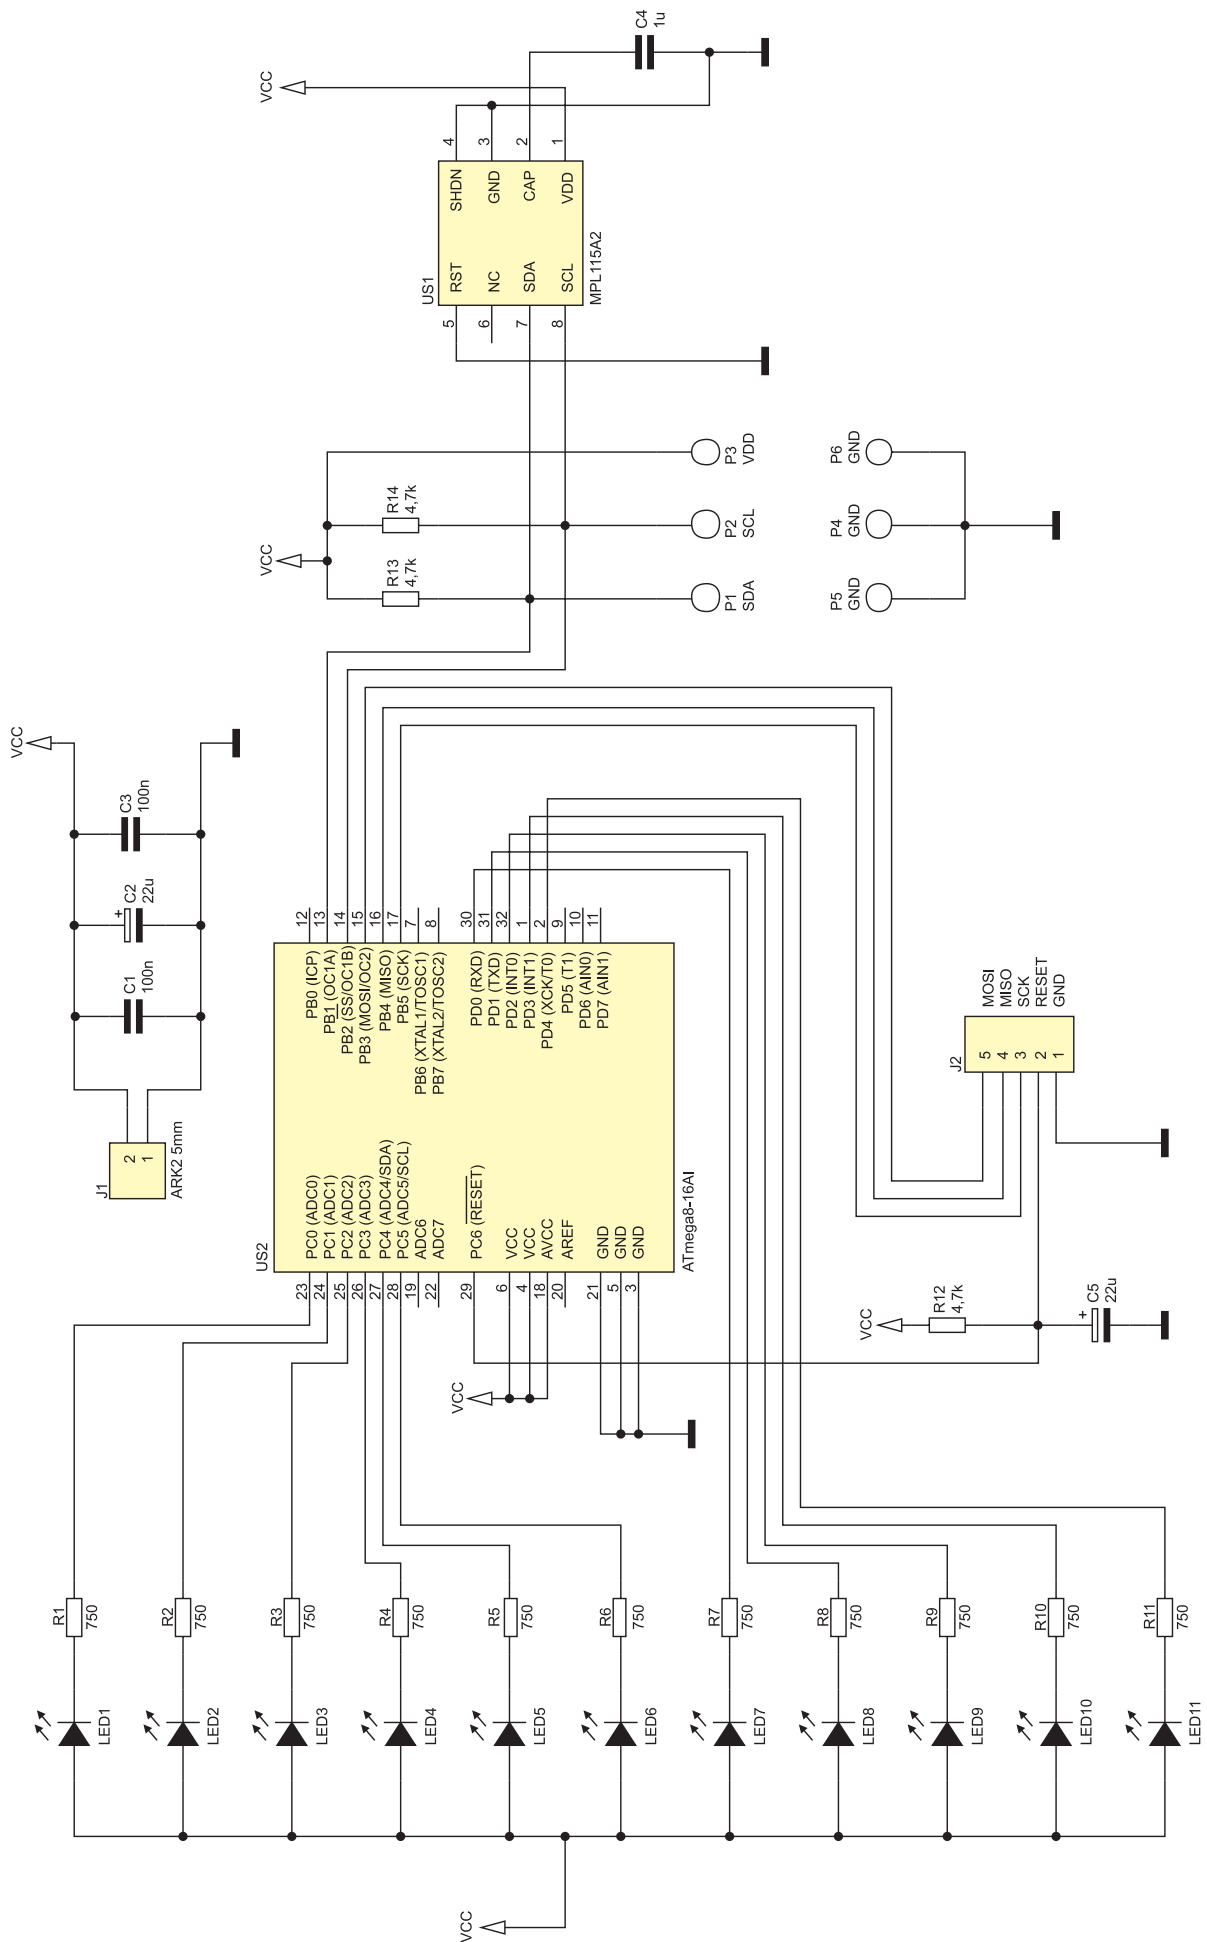 C4
1u
VCC
4
3
2
1
SHDN
GND
CAP
VDD
RST
NC
SDA
SCL
US1
MPL115A2
5
6
7
8
P3
VDD
P6
GND
R14
4,7k
P2
SCL
P4
GND
VCC
R13
4,7k
P1
SDA
P5
GND
VCC
C3
100n
C2
22u
+
C1
100n
J1
2
1
ARK2 5mm
12
13
14
15
16
17
7
8
30
31
32
1
2
9
10
11
PB0 (ICP)
PB1 (OC1A)
PB2 (SS/OC1B)
PB3 (MOSI/OC2)
PB4 (MISO)
PB5 (SCK)
PB6 (XTAL1/TOSC1)
PB7 (XTAL2/TOSC2)
PD0 (RXD)
PD1 (TXD)
PD2 (INT0)
PD3 (INT1)
PD4 (XCK/T0)
PD5 (T1)
PD6 (AIN0)
PD7 (AIN1)
PC0 (ADC0)
PC1 (ADC1)
PC2 (ADC2)
PC3 (ADC3)
PC4 (ADC4/SDA)
PC5 (ADC5/SCL)
ADC6
ADC7
PC6 (RESET)
VCC
VCC
AVCC
AREF
GND
GND
GND
US2
ATmega8-16AI
23
24
25
26
27
28
19
22
29
6
4
18
20
21
5
3
MOSI
MISO
SCK
RESET
GND
J2
5
4
3
2
1
VCC
R12
4,7k
+
C5
22u
VCC
R1
750
R2
750
R3
750
R4
750
R5
750
R6
750
R7
750
R8
750
R9
750
R10
750
R11
750
LED1
LED2
LED3
LED4
LED5
LED6
LED7
LED8
LED9
LED10
LED11
VCC